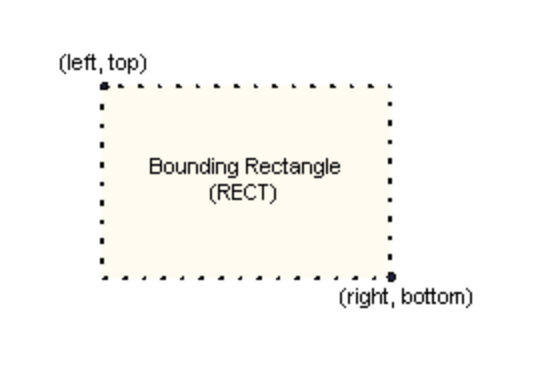 (left, top)
Bounding Rectangle
(RECT)
(right, bottom)